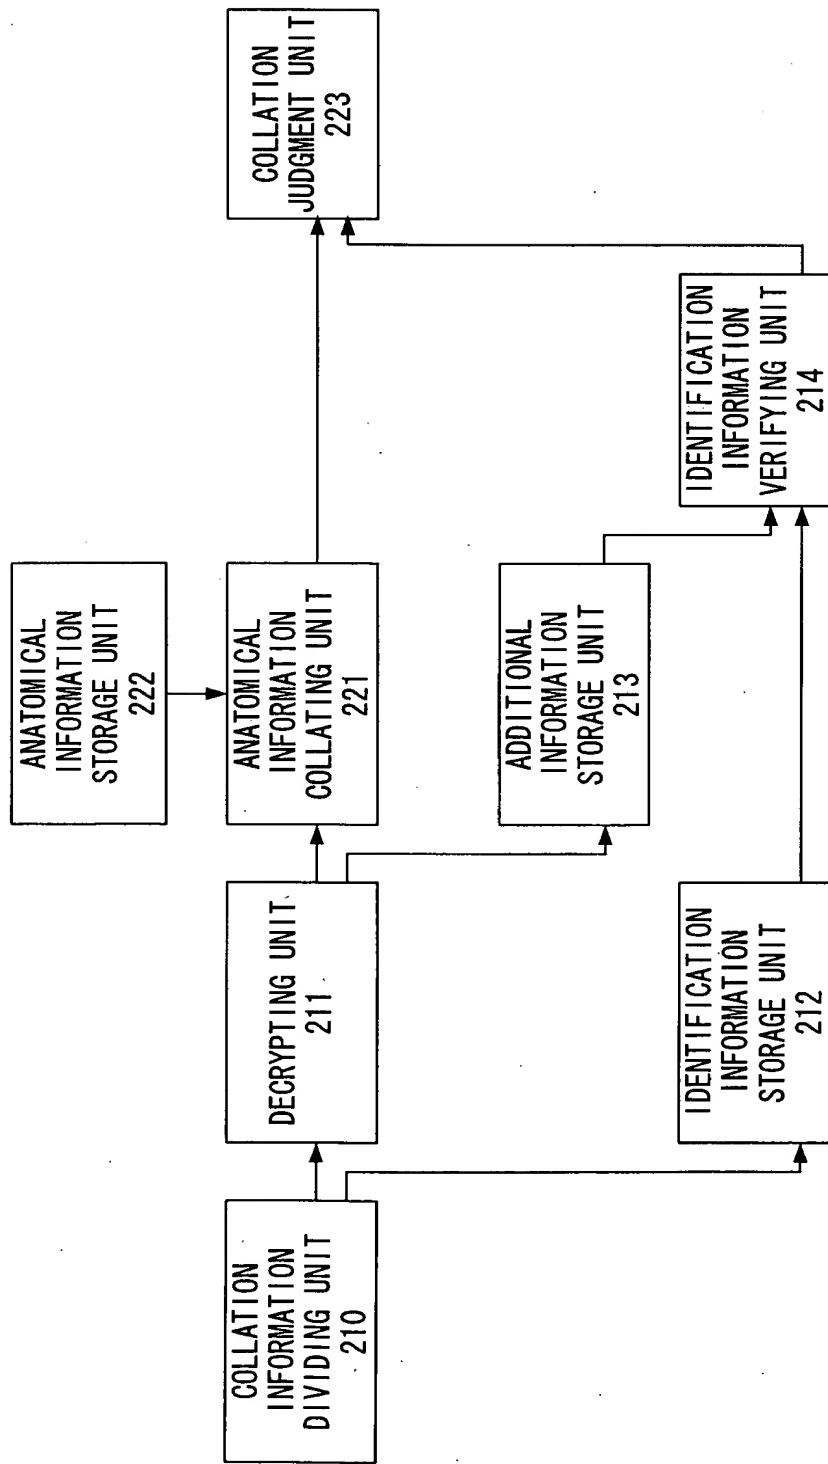 COLLATION
INFORMATION
DIVIDING UNIT
210
DECRYPTING UNIT
211
ANATOMICAL
INFORMATION
STORAGE UNIT
222
ANATOMICAL
INFORMATION
COLLATING UNIT
221
COLLATION
JUDGMENT UNIT
223
ADDITIONAL
INFORMATION
STORAGE UNIT
213
IDENTIFICATION
INFORMATION
STORAGE UNIT
212
IDENTIFICATION
INFORMATION
VERIFYING UNIT
214